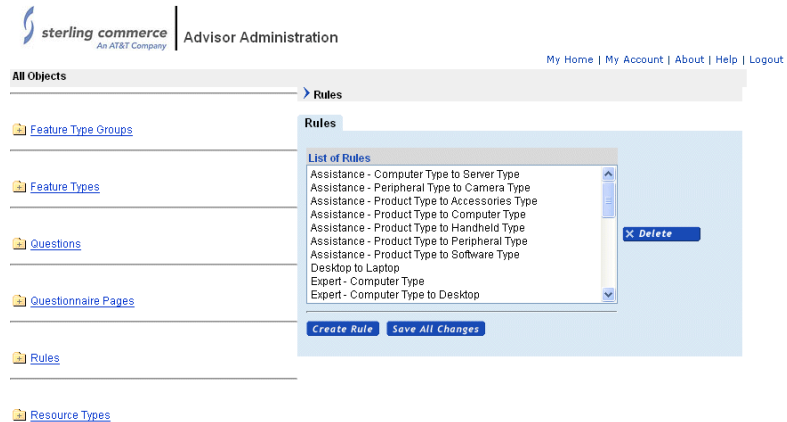 sterling commerce
An AT&T Company
Advisor Administration
My Home | My Account | About | Help | Logout
All Objects
Rules
Feature Type Groups
Feature Types
Questions
Questionnaire Pages
Rules
Resource Types
Rules
List of Rules
Assistance - Computer Type to Server Type
Assistance - Peripheral Type to Camera Type
Assistance - Product Type to Accessories Type
Assistance - Product Type to Computer Type
Assistance - Product Type to Handheld Type
Assistance - Product Type to Peripheral Type
Assistance - Product Type to Software Type
Desktop to Laptop
Expert - Computer Type
Expert - Computer Type to Desktop
Delete
Create Rule Save All Changes